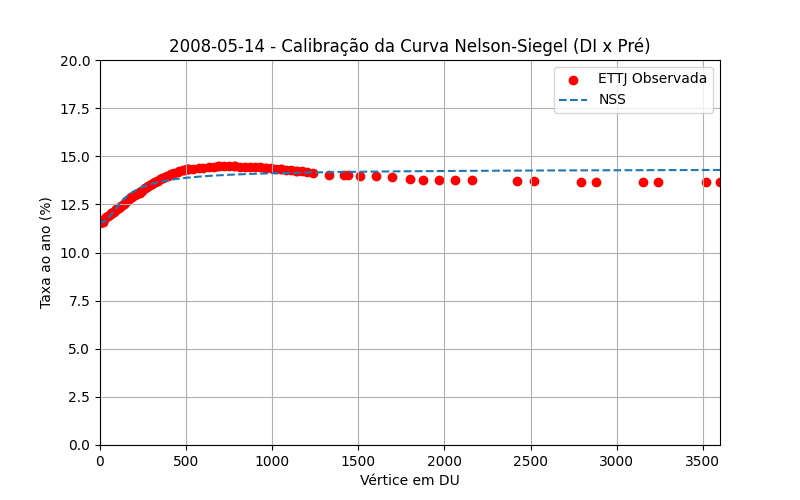 2008-05-14 - Calibração da Curva Nelson-Siegel (DI x Pré)
ETTJ Observada
NSS
20.0
17.5
15.0
12.5
10.0
7.5
5.0
2.5
0.0
Taxa ao ano (%)
0 500 1000 1500 2000 2500 3000 3500
Vértice em DU